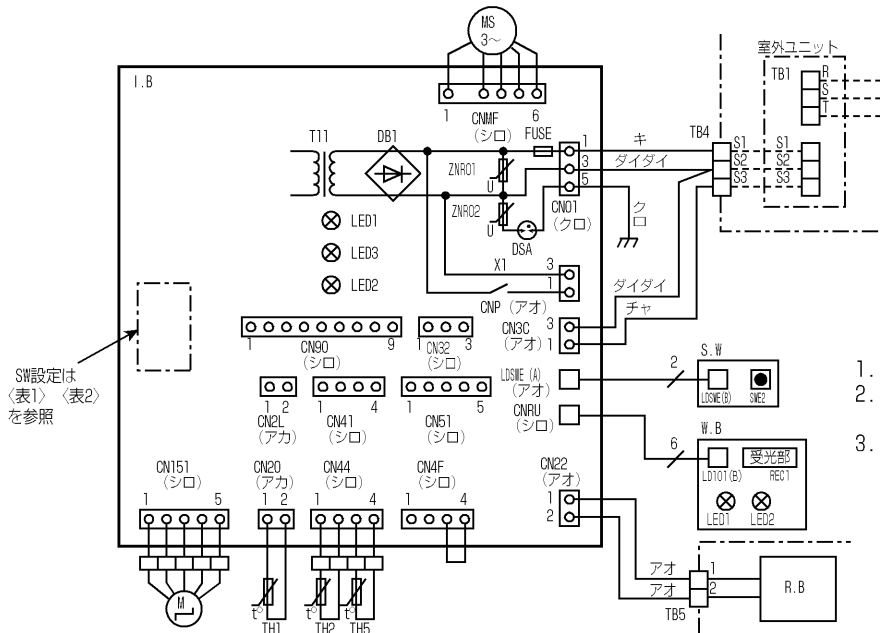 MS
3～
I.B
1
6
CNMF
(シロ)
T11
DB1
FUSE
1
キ
TB4
室外ユニット
TB1
R
S
T
ZNR01
U
3
ダイダイ
S1
S1
S2
S2
S3
S3
5
ZNR02
U
CN01
(クロ)
クロ
DSA
LED1
LED3
LED2
X1
3
1
CNP (アオ)
ダイダイ
チャ
1
9
CN90
(シロ)
1
3
CN32
(シロ)
CN3C
(アオ)
3
1
SW設定は
〈表1〉〈表2〉
を参照
1 2
CN2L
(アカ)
1
4
CN41
(シロ)
1
5
CN51
(シロ)
LDSWE (A)
(アオ)
CNRU
(シロ)
2
S.W
LDSWE(B)
SWE2
1.
2.
3.
6
W.B
受光部
LD101(B)
REC1
LED1
LED2
CN151
(シロ)
1
5
CN20
(アカ)
1 2
CN44
(シロ)
1
4
CN4F
(シロ)
1
4
CN22
(アオ)
1
2
アオ
アオ
1
2
TB5
R.B
M
t°
TH1
t°
TH2
t°
TH5